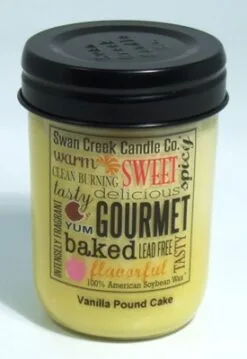 Swan Creek Candle Co.
warm SWEET spicy
CLEAN BURNING
tasty delicious
INTENSELY FRAGRANT
YUM GOURMET
baked LEAD FREE
flavorful TASTY
100% American Soybean Wax
Vanilla Pound Cake